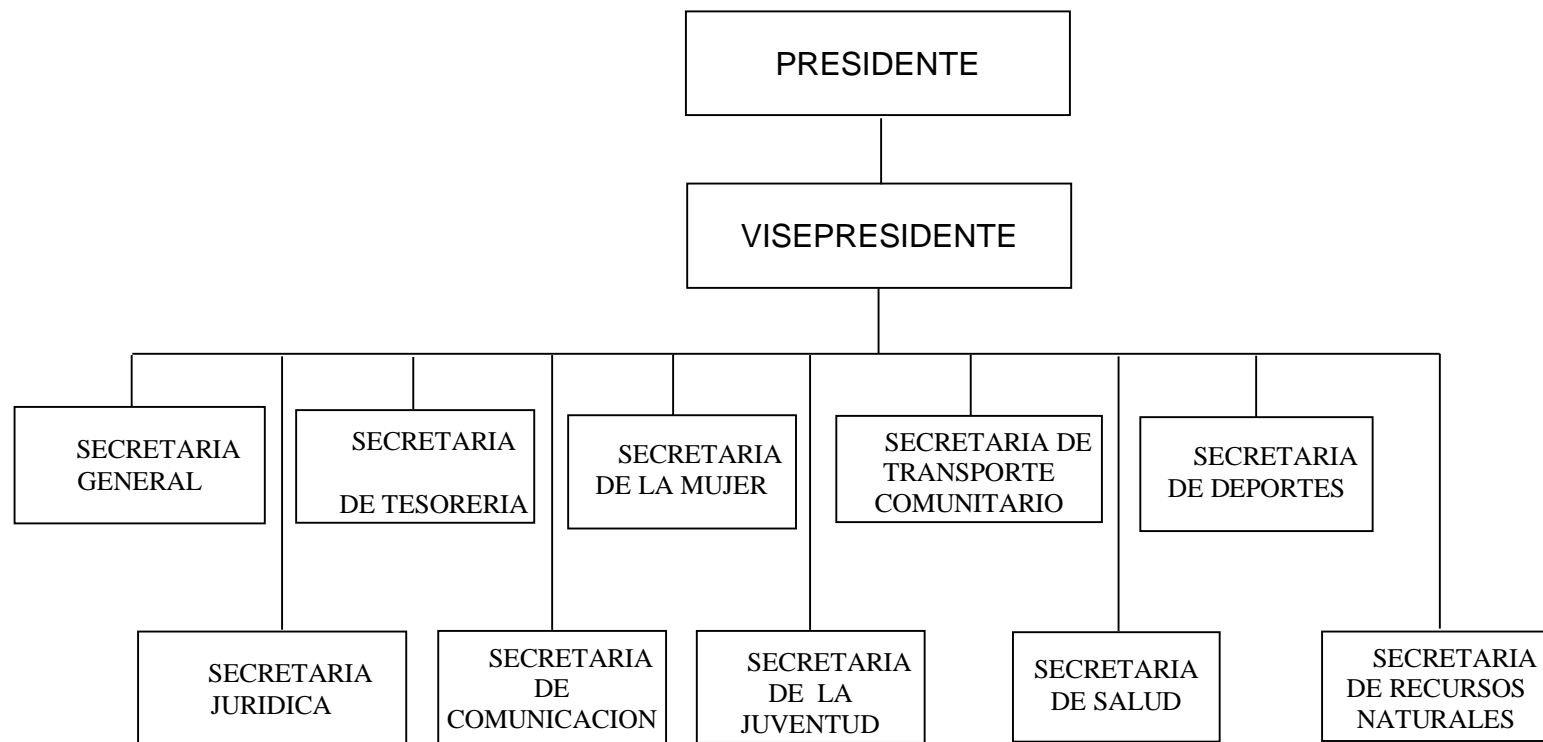 PRESIDENTE
VISEPRESIDENTE
SECRETARIA
GENERAL
SECRETARIA
DE TESORERIA
SECRETARIA
DE LA MUJER
SECRETARIA DE
TRANSPORTE
COMUNITARIO
SECRETARIA
DE DEPORTES
SECRETARIA
JURIDICA
SECRETARIA
DE
COMUNICACION
SECRETARIA
DE LA
JUVENTUD
SECRETARIA
DE SALUD
SECRETARIA
DE RECURSOS
NATURALES